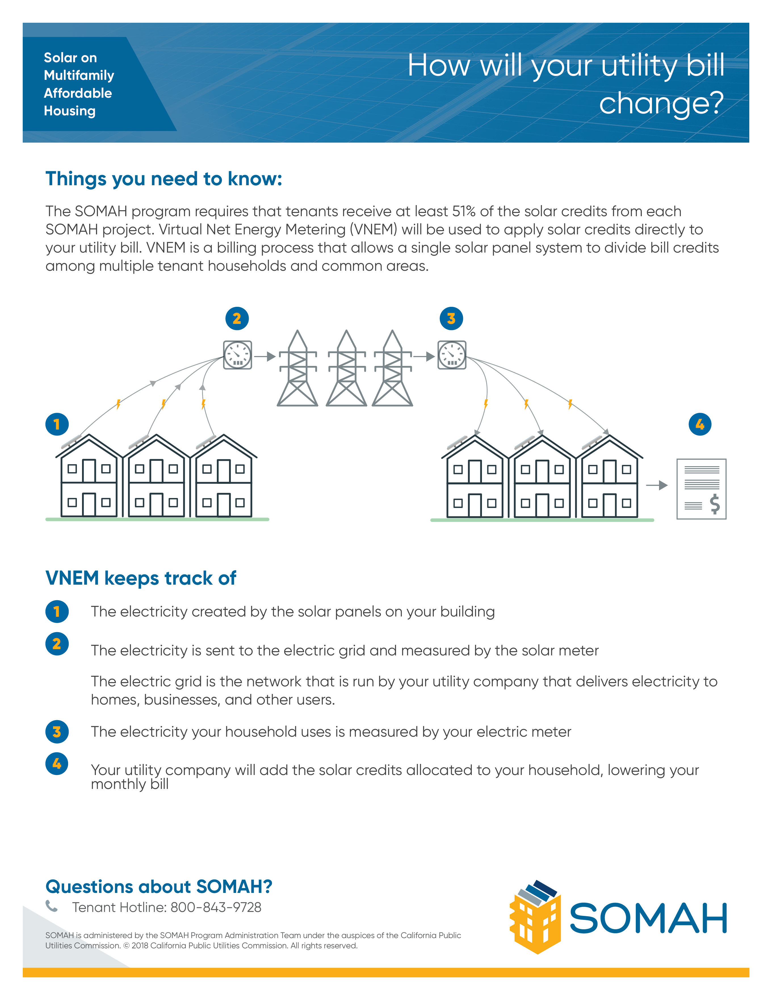 Solar on
Multifamily
Affordable
Housing
How will your utility bill
change?
Things you need to know:
The SOMAH program requires that tenants receive at least 51% of the solar credits from each
SOMAH project. Virtual Net Energy Metering (VNEM) will be used to apply solar credits directly to
your utility bill. VNEM is a billing process that allows a single solar panel system to divide bill credits
among multiple tenant households and common areas.
2
3
1
4
$
VNEM keeps track of
1 The electricity created by the solar panels on your building
2 The electricity is sent to the electric grid and measured by the solar meter
The electric grid is the network that is run by your utility company that delivers electricity to
homes, businesses, and other users.
3 The electricity your household uses is measured by your electric meter
4 Your utility company will add the solar credits allocated to your household, lowering your
monthly bill
Questions about SOMAH?
Tenant Hotline: 800-843-9728
SOMAH is administered by the SOMAH Program Administration Team under the auspices of the California Public
Utilities Commission. © 2018 California Public Utilities Commission. All rights reserved.
SOMAH